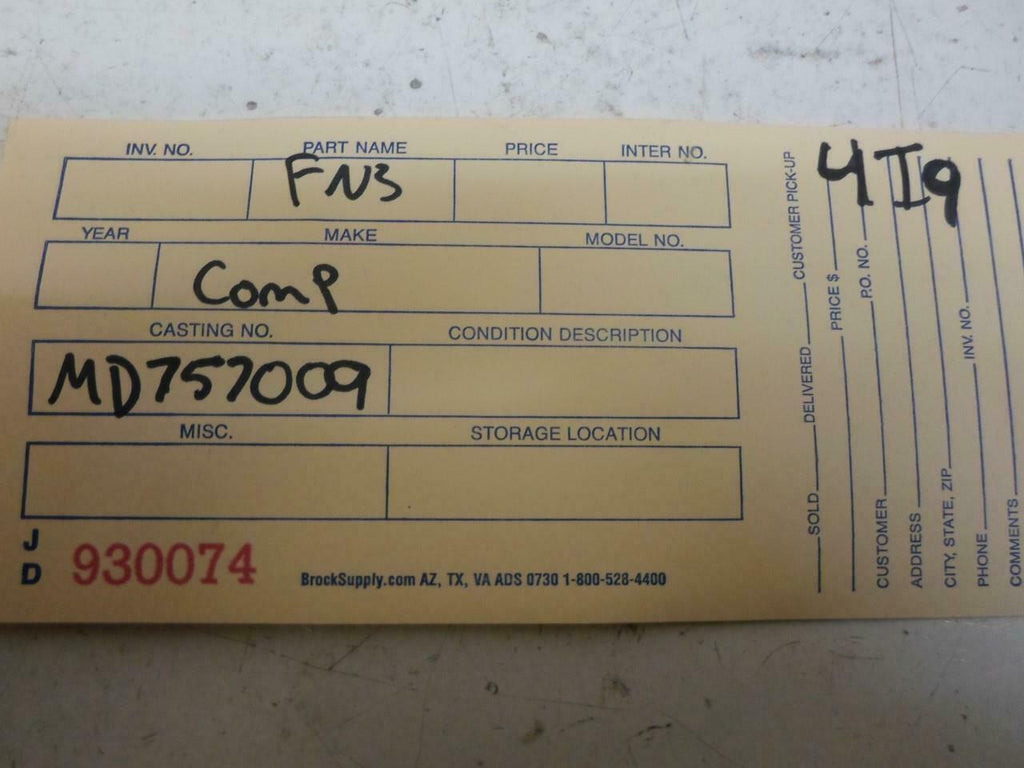 INV. NO. PART NAME PRICE INTER NO.
FN3
YEAR MAKE MODEL NO.
Comp
CASTING NO. CONDITION DESCRIPTION
MD757009
MISC. STORAGE LOCATION
J D 930074
BrockSupply.com AZ, TX, VA ADS 0730 1-800-528-4400
4I9
SOLD DELIVERED CUSTOMER PICK-UP
PRICE $
CUSTOMER P.O. NO.
ADDRESS
CITY, STATE, ZIP
PHONE INV. NO.
COMMENTS